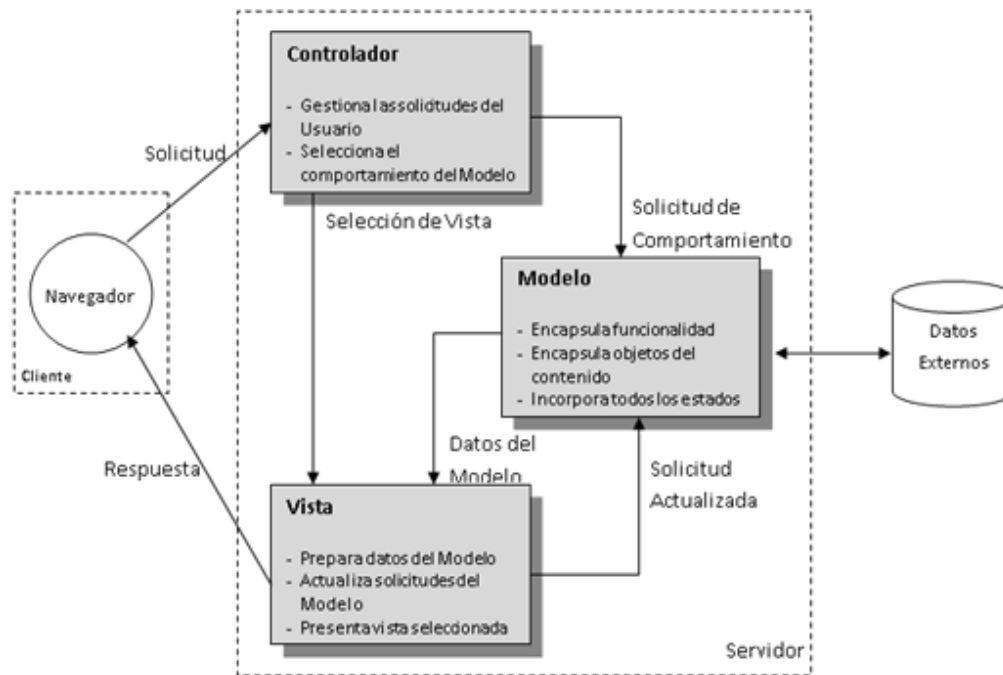 Controlador
- Gestiona las solicitudes del
Usuario
- Selecciona el
comportamiento del Modelo
Solicitud
Selección de Vista
Solicitud de
Comportamiento
Navegador
Cliente
Modelo
- Encapsula funcionalidad
- Encapsula objetos del
contenido
- Incorpora todos los estados
Datos
Externos
Respuesta
Datos del
Modelo
Solicitud
Actualizada
Vista
- Prepara datos del Modelo
- Actualiza solicitudes del
Modelo
- Presenta vista seleccionada
Servidor